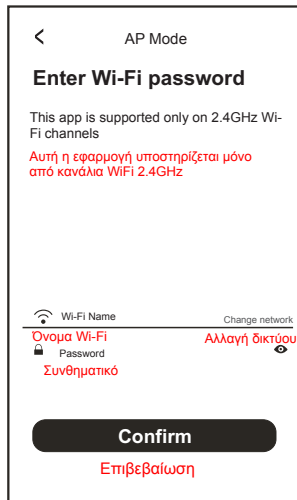 AP Mode
Enter Wi-Fi password
This app is supported only on 2.4GHz Wi-
Fi channels
Αυτή η εφαρμογή υποστηρίζεται μόνο
από κανάλια WiFi 2.4GHz
Wi-Fi Name Change network
Όνομα Wi-Fi Αλλαγή δικτύου
Password
Συνθηματικό
Confirm
Επιβεβαίωση